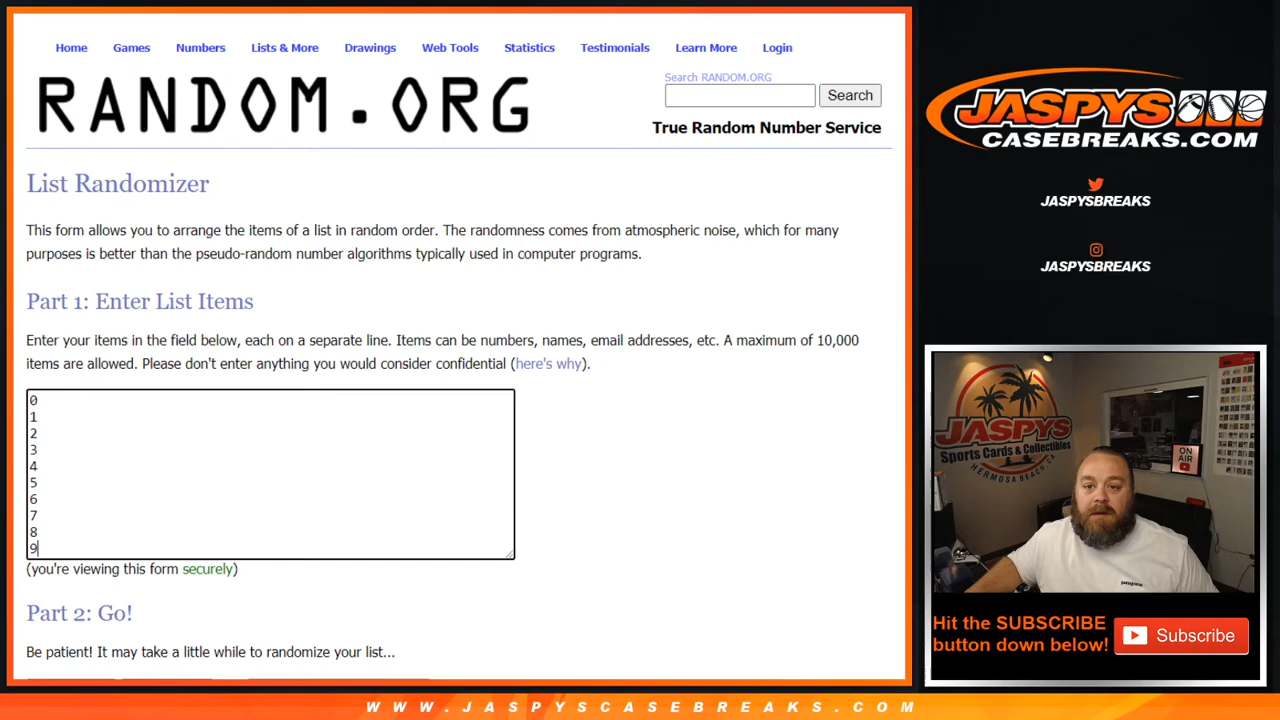 Home Games Numbers Lists & More Drawings Web Tools Statistics Testimonials Learn More Login
RANDOM.ORG
Search RANDOM.ORG
Search
True Random Number Service
List Randomizer
This form allows you to arrange the items of a list in random order. The randomness comes from atmospheric noise, which for many
purposes is better than the pseudo-random number algorithms typically used in computer programs.
Part 1: Enter List Items
Enter your items in the field below, each on a separate line. Items can be numbers, names, email addresses, etc. A maximum of 10,000
items are allowed. Please don't enter anything you would consider confidential (here's why).
0
1
2
3
4
5
6
7
8
9
(you're viewing this form securely)
Part 2: Go!
Be patient! It may take a little while to randomize your list...
JASPYS
CASEBREAKS.COM
JASPYSBREAKS
JASPYSBREAKS
JASPYS
Sports Cards & Collectibles
HERMOSA BEACH, CA
ON
AIR
patagonia
Hit the SUBSCRIBE
button down below!
Subscribe
WWW.JASPYSCASEBREAKS.COM